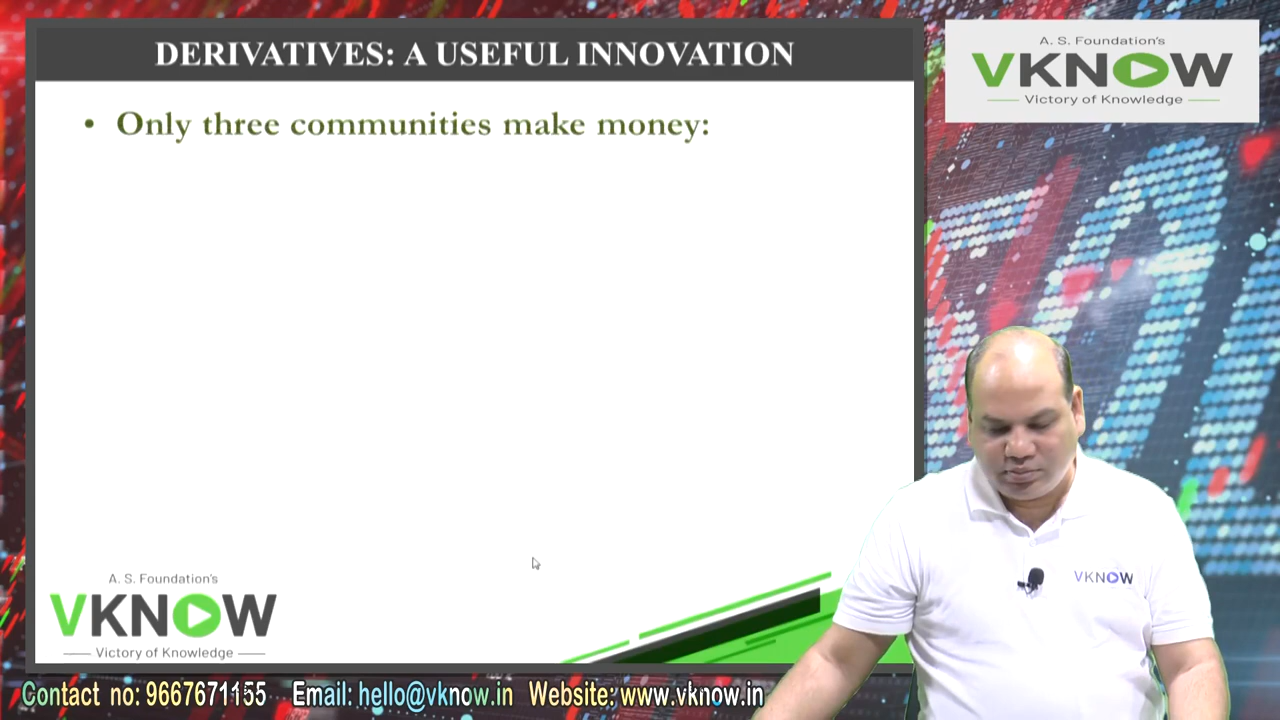 DERIVATIVES: A USEFUL INNOVATION
• Only three communities make money:
A. S. Foundation's
VKNOW
Victory of Knowledge
A. S. Foundation's
VKNOW
Victory of Knowledge
VKNOW
Contact no: 9667671155 Email: hello@vknow.in Website: www.vknow.in